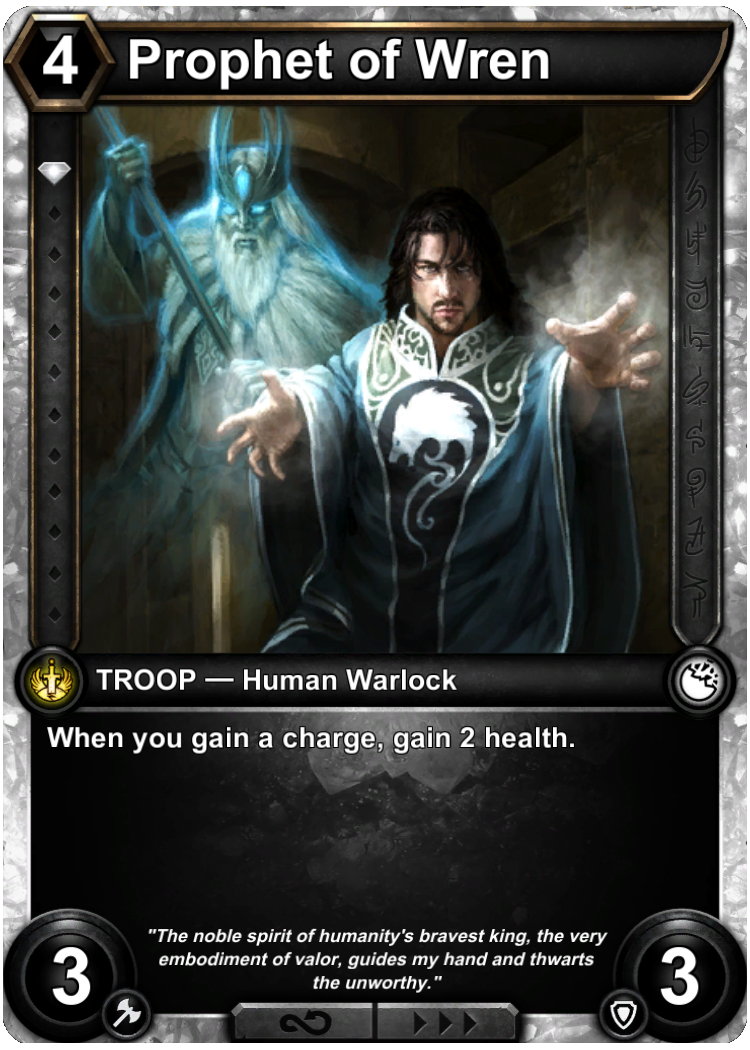 4 Prophet of Wren
TROOP — Human Warlock
When you gain a charge, gain 2 health.
"The noble spirit of humanity's bravest king, the very
embodiment of valor, guides my hand and thwarts
the unworthy."
3
3